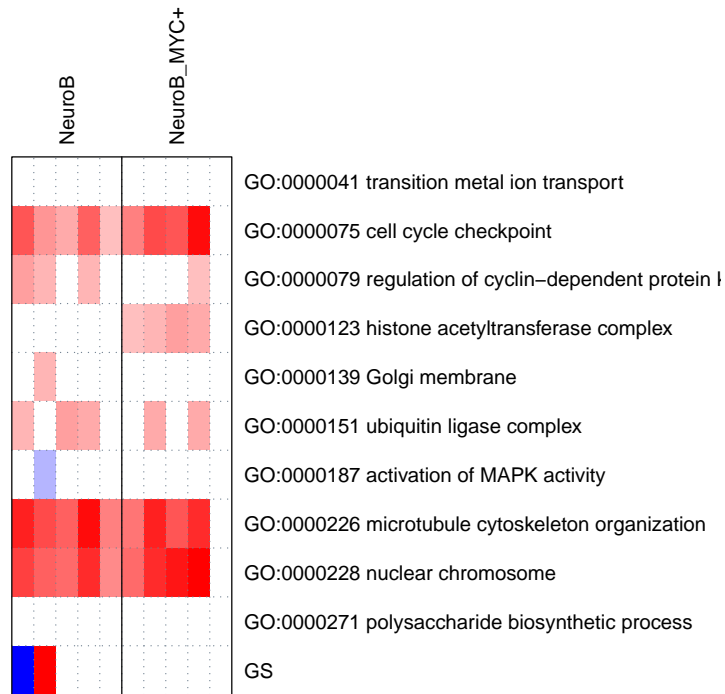 NeuroB
NeuroB_MYC+
GO:0000041 transition metal ion transport
GO:0000075 cell cycle checkpoint
GO:0000079 regulation of cyclin−dependent protein
GO:0000123 histone acetyltransferase complex
GO:0000139 Golgi membrane
GO:0000151 ubiquitin ligase complex
GO:0000187 activation of MAPK activity
GO:0000226 microtubule cytoskeleton organization
GO:0000228 nuclear chromosome
GO:0000271 polysaccharide biosynthetic process
GS